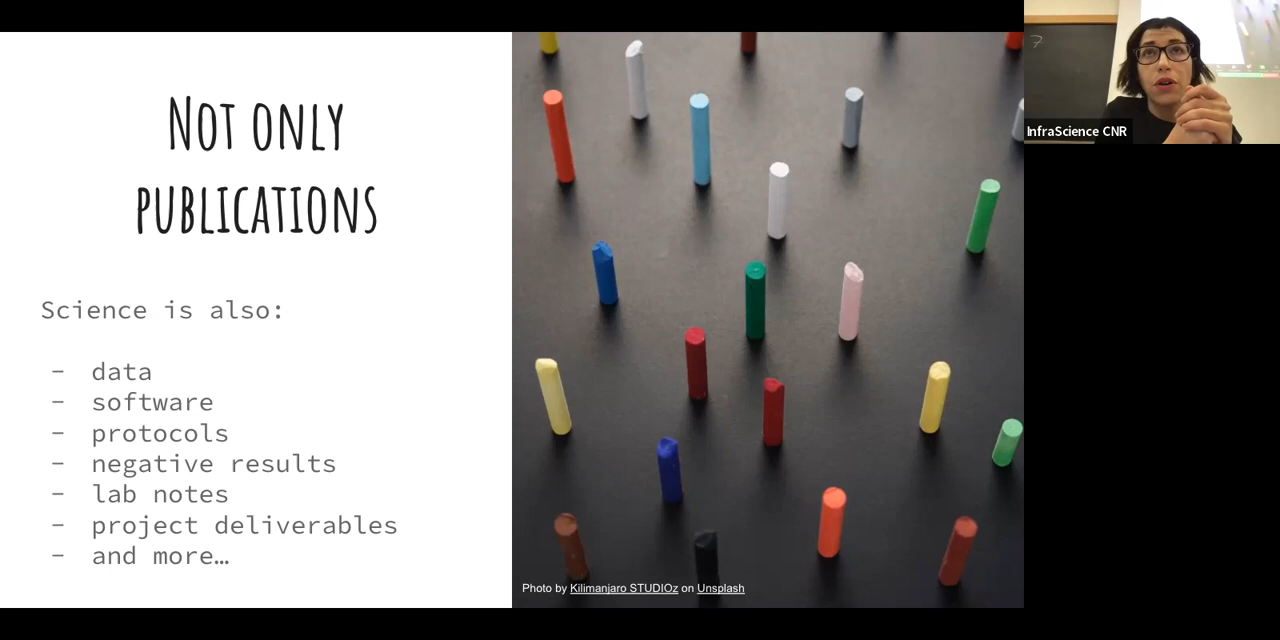 Not only
publications
Science is also:
- data
- software
- protocols
- negative results
- lab notes
- project deliverables
- and more…
Photo by Kilimanjaro STUDIOz on Unsplash
7
InfraScience CNR